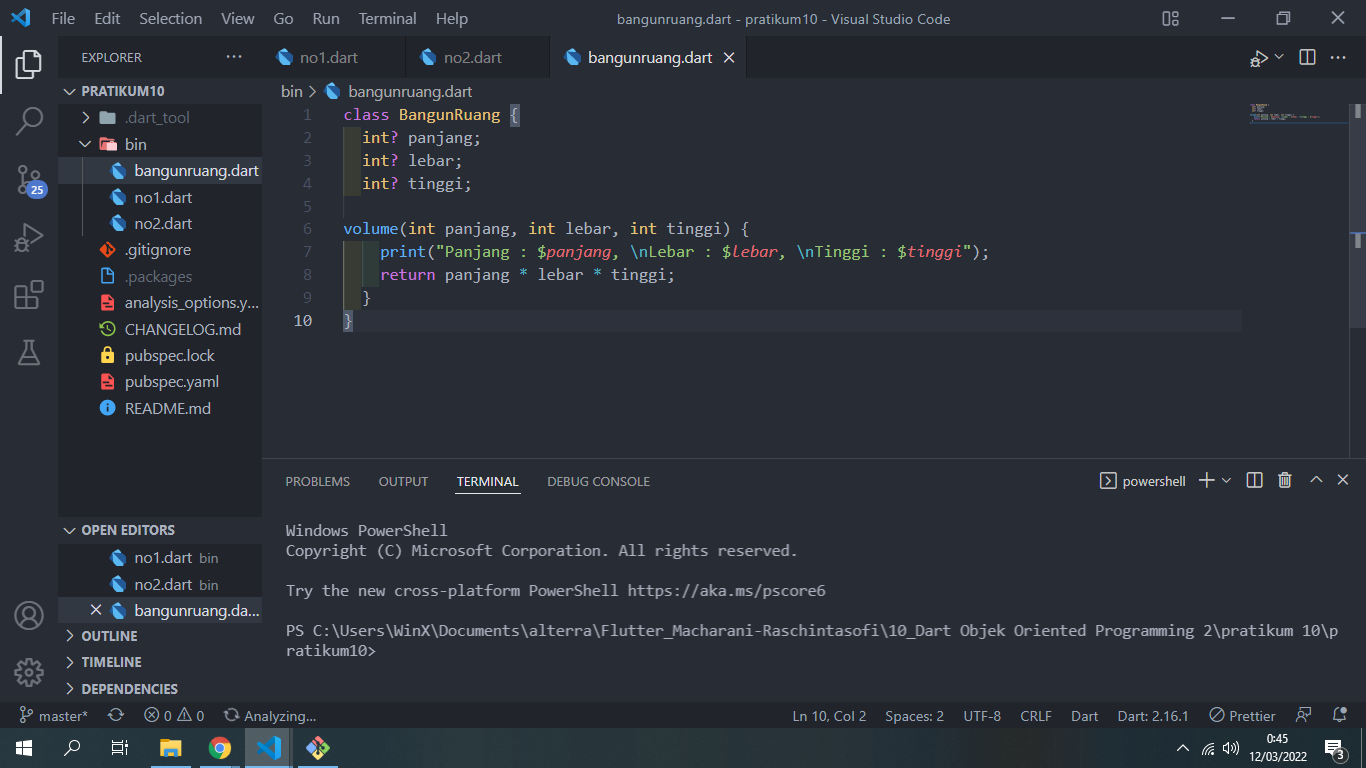 File Edit Selection View Go Run Terminal Help
bangunruang.dart - pratikum10 - Visual Studio Code
EXPLORER
no1.dart
no2.dart
bangunruang.dart
PRATIKUM10
.dart_tool
bin
bangunruang.dart
no1.dart
no2.dart
.gitignore
.packages
analysis_options.y...
CHANGELOG.md
pubspec.lock
pubspec.yaml
README.md
25
bin > bangunruang.dart
1 class BangunRuang {
2 int? panjang;
3 int? lebar;
4 int? tinggi;
5
6 volume(int panjang, int lebar, int tinggi) {
7 print("Panjang : $panjang, \nLebar : $lebar, \nTinggi : $tinggi");
8 return panjang * lebar * tinggi;
9 }
10 }
PROBLEMS OUTPUT TERMINAL DEBUG CONSOLE
powershell
Windows PowerShell
Copyright (C) Microsoft Corporation. All rights reserved.
Try the new cross-platform PowerShell https://aka.ms/pscore6
PS C:\Users\WinX\Documents\alterra\Flutter_Macharani-Raschintasofi\10_Dart Objek Oriented Programming 2\pratikum 10\p
ratikum10>
OPEN EDITORS
no1.dart bin
no2.dart bin
bangunruang.da...
OUTLINE
TIMELINE
DEPENDENCIES
master* 0 0 Analyzing...
Ln 10, Col 2 Spaces: 2 UTF-8 CRLF Dart Dart: 2.16.1 Prettier
0:45
12/03/2022
3